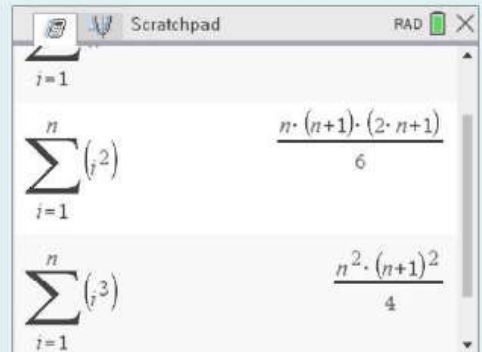 Scratchpad RAD
i=1
n
∑ (i²) n·(n+1)·(2·n+1)/6
i=1
n
∑ (i³) n²·(n+1)²/4
i=1